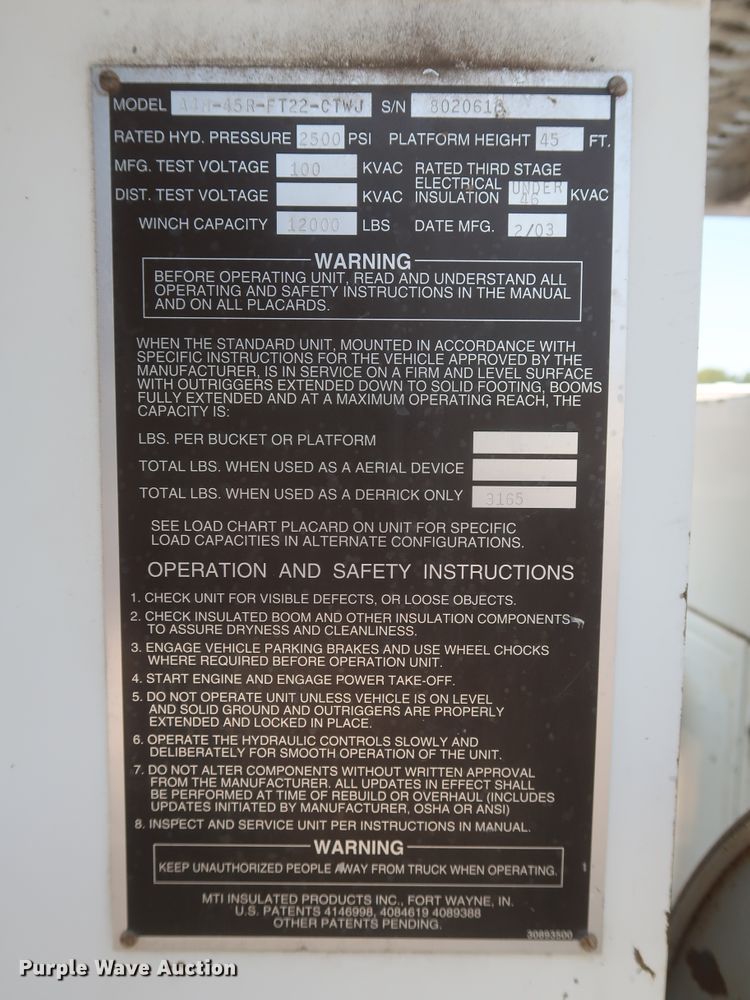 MODEL S/N
RATED HYD. PRESSURE 2500 PSI PLATFORM HEIGHT 45 FT.
MFG. TEST VOLTAGE 100 KVAC RATED THIRD STAGE
ELECTRICAL
DIST. TEST VOLTAGE KVAC INSULATION UNDER 46 KVAC
WINCH CAPACITY 12000 LBS DATE MFG. 2/03
WARNING
BEFORE OPERATING UNIT, READ AND UNDERSTAND ALL
OPERATING AND SAFETY INSTRUCTIONS IN THE MANUAL
AND ON ALL PLACARDS.
WHEN THE STANDARD UNIT, MOUNTED IN ACCORDANCE WITH
SPECIFIC INSTRUCTIONS FOR THE VEHICLE APPROVED BY THE
MANUFACTURER, IS IN SERVICE ON A FIRM AND LEVEL SURFACE
WITH OUTRIGGERS EXTENDED DOWN TO SOLID FOOTING, BOOMS
FULLY EXTENDED AND AT A MAXIMUM OPERATING REACH, THE
CAPACITY IS:
LBS. PER BUCKET OR PLATFORM
TOTAL LBS. WHEN USED AS A AERIAL DEVICE
TOTAL LBS. WHEN USED AS A DERRICK ONLY 3165
SEE LOAD CHART PLACARD ON UNIT FOR SPECIFIC
LOAD CAPACITIES IN ALTERNATE CONFIGURATIONS.
OPERATION AND SAFETY INSTRUCTIONS
1. CHECK UNIT FOR VISIBLE DEFECTS, OR LOOSE OBJECTS.
2. CHECK INSULATED BOOM AND OTHER INSULATION COMPONENTS
TO ASSURE DRYNESS AND CLEANLINESS.
3. ENGAGE VEHICLE PARKING BRAKES AND USE WHEEL CHOCKS
WHERE REQUIRED BEFORE OPERATION UNIT.
4. START ENGINE AND ENGAGE POWER TAKE-OFF.
5. DO NOT OPERATE UNIT UNLESS VEHICLE IS ON LEVEL
AND SOLID GROUND AND OUTRIGGERS ARE PROPERLY
EXTENDED AND LOCKED IN PLACE.
6. OPERATE THE HYDRAULIC CONTROLS SLOWLY AND
DELIBERATELY FOR SMOOTH OPERATION OF THE UNIT.
7. DO NOT ALTER COMPONENTS WITHOUT WRITTEN APPROVAL
FROM THE MANUFACTURER. ALL UPDATES IN EFFECT SHALL
BE PERFORMED AT TIME OF REBUILD OR OVERHAUL (INCLUDES
UPDATES INITIATED BY MANUFACTURER, OSHA OR ANSI)
8. INSPECT AND SERVICE UNIT PER INSTRUCTIONS IN MANUAL.
WARNING
KEEP UNAUTHORIZED PEOPLE AWAY FROM TRUCK WHEN OPERATING.
MTI INSULATED PRODUCTS INC., FORT WAYNE, IN.
U.S. PATENTS 4146998, 4084619 4089388
OTHER PATENTS PENDING.
30893500
Purple Wave Auction